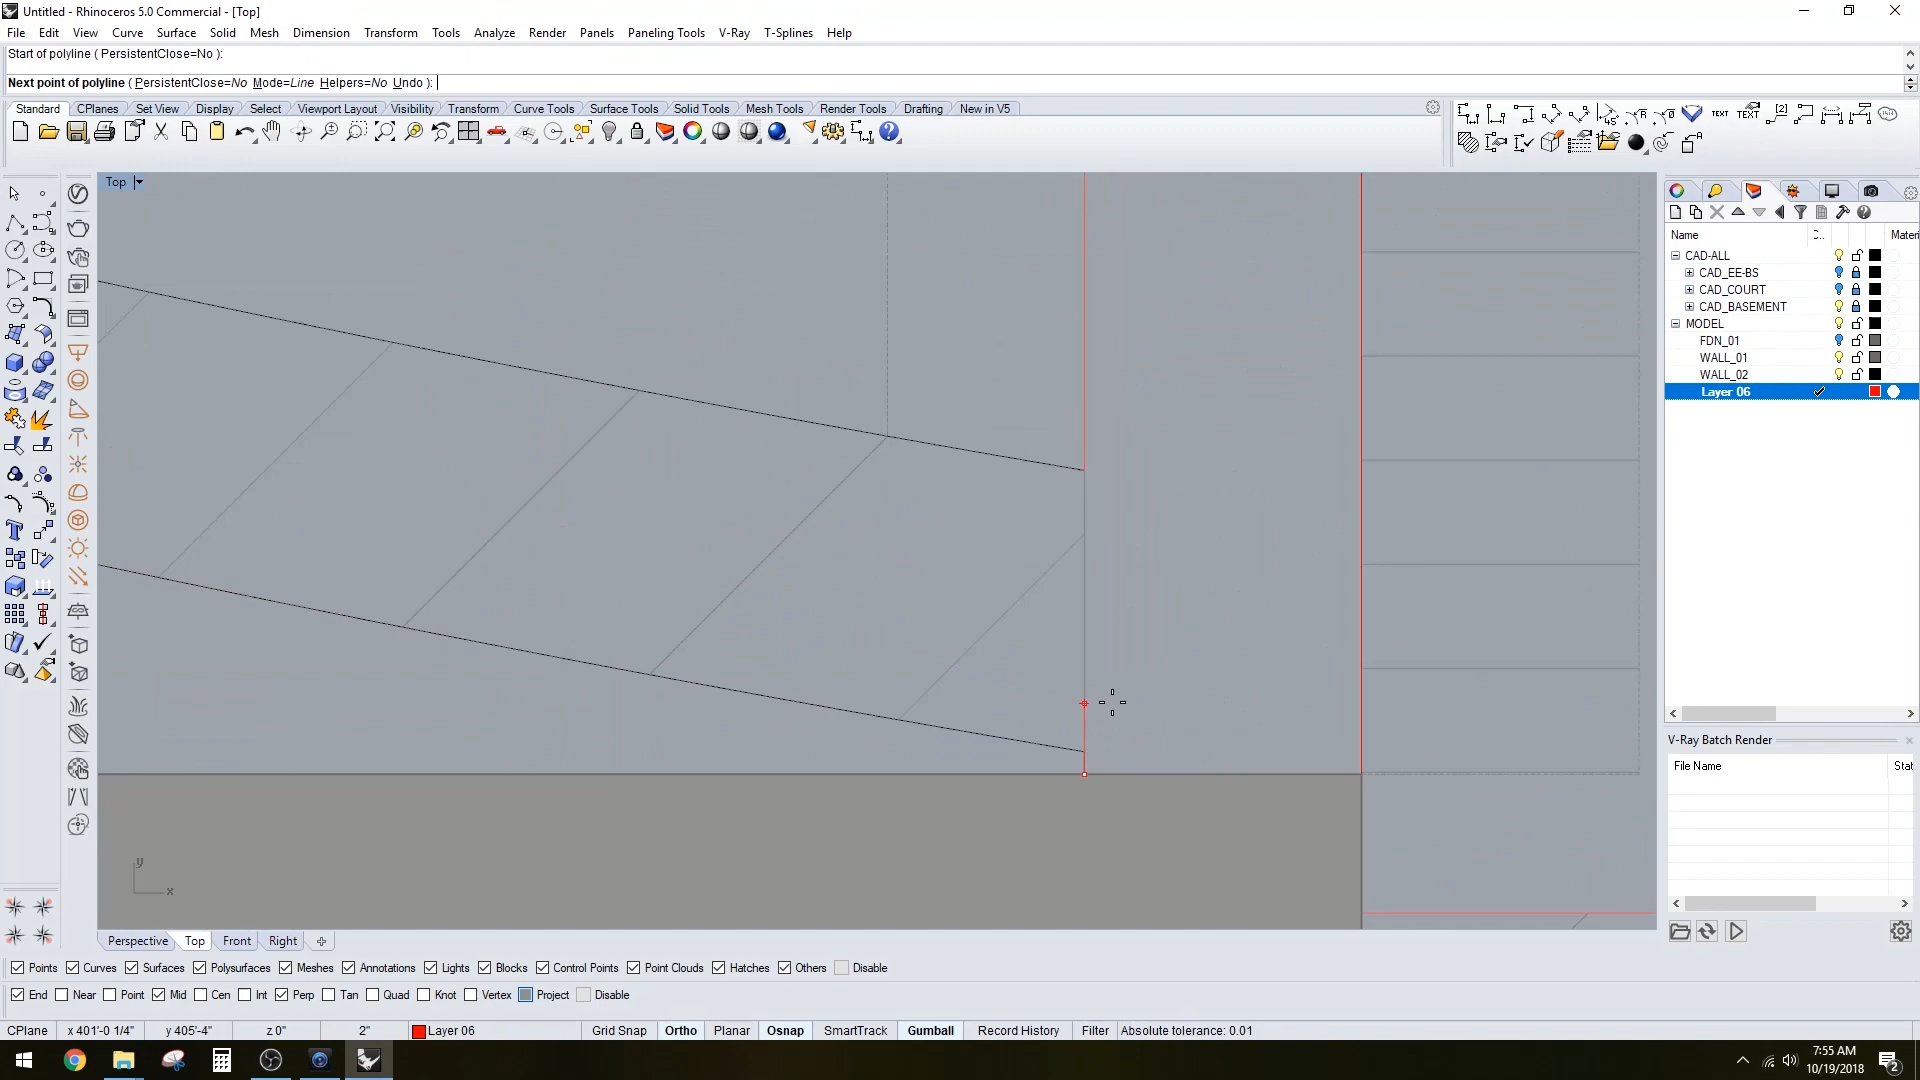 Untitled - Rhinoceros 5.0 Commercial - [Top]
File Edit View Curve Surface Solid Mesh Dimension Transform Tools Analyze Render Panels Paneling Tools V-Ray T-Splines Help
Start of polyline ( PersistentClose=No ):
Next point of polyline ( PersistentClose=No Mode=Line Helpers=No Undo ):
Standard CPlanes Set View Display Select Viewport Layout Visibility Transform Curve Tools Surface Tools Solid Tools Mesh Tools Render Tools Drafting New in V5
TEXT TEXT
Top
Name C.. Materi
CAD-ALL
CAD_EE-BS
CAD_COURT
CAD_BASEMENT
MODEL
FDN_01
WALL_01
WALL_02
Layer 06
V-Ray Batch Render
File Name Stat
y
x
Perspective Top Front Right
Points Curves Surfaces Polysurfaces Meshes Annotations Lights Blocks Control Points Point Clouds Hatches Others Disable
End Near Point Mid Cen Int Perp Tan Quad Knot Vertex Project Disable
CPlane x 401'-0 1/4" y 405'-4" z 0" 2" Layer 06 Grid Snap Ortho Planar Osnap SmartTrack Gumball Record History Filter Absolute tolerance: 0.01
7:55 AM
10/19/2018
2